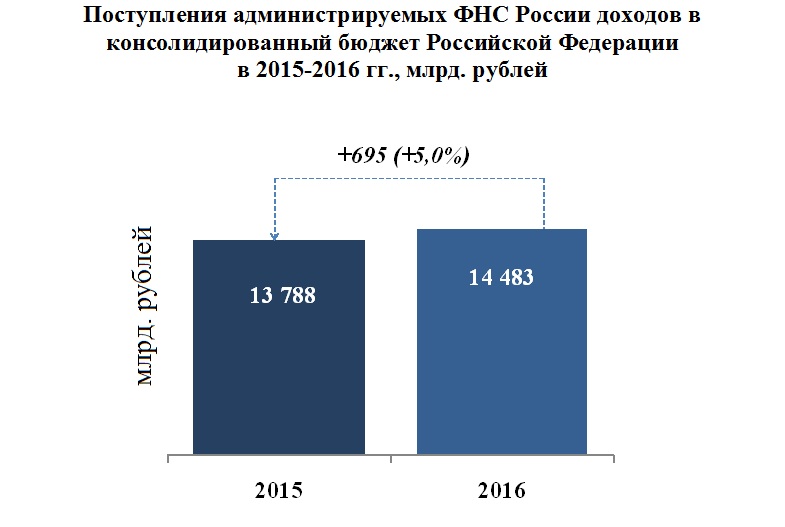 Поступления администрируемых ФНС России доходов в
консолидированный бюджет Российской Федерации
в 2015-2016 гг., млрд. рублей
+695 (+5,0%)
млрд. рублей
13 788
14 483
2015
2016